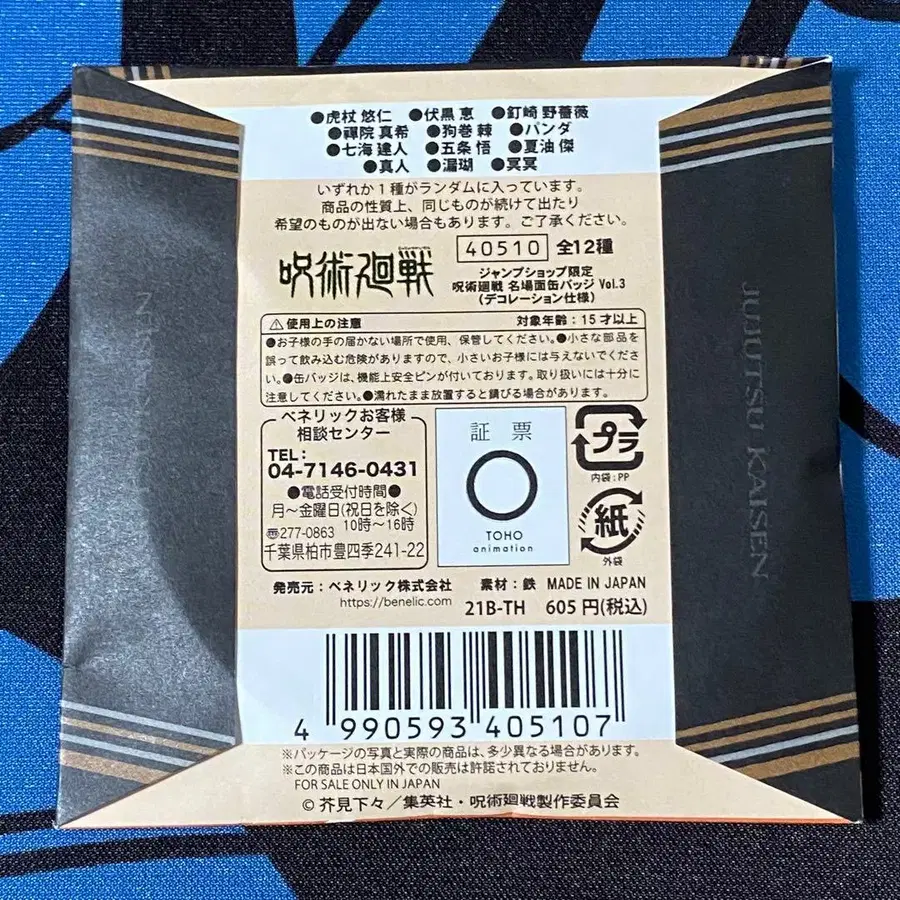 ●虎杖 悠仁 ●伏黒 恵 ●釘崎 野薔薇
●禪院 真希 ●狗巻 棘 ●パンダ
●七海 建人 ●五条 悟 ●夏油 傑
●真人 ●漏瑚 ●冥冥
いずれか1種がランダムに入っています。
商品の性質上、同じものが続けて出たり
希望のものが出ない場合もあります。ご了承ください。
呪術廻戦
40510 全12種
ジャンプショップ限定
呪術廻戦 名場面缶バッジ Vol.3
(デコレーション仕様)
⚠使用上の注意 対象年齢:15才以上
●お子様の手の届かない場所で使用、保管してください。●小さな部品を
誤って飲み込む危険がありますので、小さいお子様には与えないでくださ
い。●缶バッジは、機能上安全ピンが付いております。取り扱いには十分に
注意してください。●濡れたまま放置すると錆びる場合があります。
ベネリックお客様
相談センター
TEL:
04-7146-0431
●電話受付時間●
月～金曜日(祝日を除く)
10時～16時
〠277-0863
千葉県柏市豊四季241-22
証票
TOHO
animation
プラ
内袋:PP
紙
外袋
発売元:ベネリック株式会社 素材:鉄 MADE IN JAPAN
https://benelic.com/ 21B-TH 605円(税込)
4 990593 405107
※パッケージの写真と実際の商品は、多少異なる場合があります。
※この商品は日本国外での販売は許諾されておりません。
FOR SALE ONLY IN JAPAN
©芥見下々/集英社・呪術廻戦製作委員会
JUJUTSU KAISEN